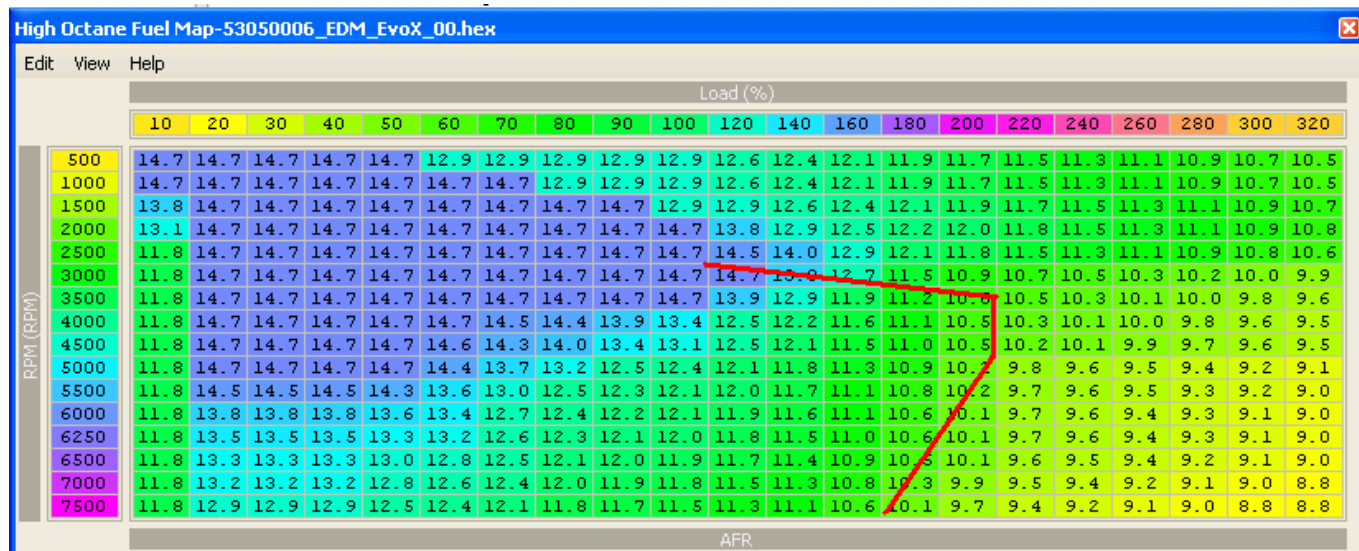 High Octane Fuel Map-53050006_EDM_EvoX_00.hex
Edit View Help
Load (%)
10 20 30 40 50 60 70 80 90 100 120 140 160 180 200 220 240 260 280 300 320
RPM (RPM)
500 14.7 14.7 14.7 14.7 14.7 12.9 12.9 12.9 12.9 12.9 12.6 12.4 12.1 11.9 11.7 11.5 11.3 11.1 10.9 10.7 10.5
1000 14.7 14.7 14.7 14.7 14.7 14.7 14.7 12.9 12.9 12.9 12.6 12.4 12.1 11.9 11.7 11.5 11.3 11.1 10.9 10.7 10.5
1500 13.8 14.7 14.7 14.7 14.7 14.7 14.7 14.7 14.7 12.9 12.9 12.6 12.4 12.1 11.9 11.7 11.5 11.3 11.1 10.9 10.7
2000 13.1 14.7 14.7 14.7 14.7 14.7 14.7 14.7 14.7 14.7 13.8 12.9 12.5 12.2 12.0 11.8 11.5 11.3 11.1 10.9 10.8
2500 11.8 14.7 14.7 14.7 14.7 14.7 14.7 14.7 14.7 14.7 14.5 14.0 12.9 12.1 11.8 11.5 11.3 11.1 10.9 10.8 10.6
3000 11.8 14.7 14.7 14.7 14.7 14.7 14.7 14.7 14.7 14.7 14.7 12.7 11.5 10.9 10.7 10.5 10.3 10.2 10.0 9.9
3500 11.8 14.7 14.7 14.7 14.7 14.7 14.7 14.7 14.7 14.7 13.9 12.9 11.9 11.2 10.5 10.3 10.1 10.0 9.8 9.6
4000 11.8 14.7 14.7 14.7 14.7 14.7 14.5 14.4 13.9 13.4 12.5 12.2 11.6 11.1 10.5 10.3 10.1 10.0 9.8 9.6 9.5
4500 11.8 14.7 14.7 14.7 14.7 14.6 14.3 14.0 13.4 13.1 12.5 12.1 11.5 11.0 10.5 10.2 10.1 9.9 9.7 9.6 9.5
5000 11.8 14.7 14.7 14.7 14.7 14.4 13.7 13.2 12.5 12.4 12.1 11.8 11.3 10.9 9.8 9.6 9.5 9.4 9.2 9.1
5500 11.8 14.5 14.5 14.5 14.3 13.6 13.0 12.5 12.3 12.1 12.0 11.7 11.1 10.8 10.2 9.7 9.6 9.5 9.3 9.2 9.0
6000 11.8 13.8 13.8 13.8 13.6 13.4 12.7 12.4 12.2 12.1 11.9 11.6 11.1 10.6 10.1 9.7 9.6 9.4 9.3 9.1 9.0
6250 11.8 13.5 13.5 13.5 13.3 13.2 12.6 12.3 12.1 12.0 11.8 11.5 11.0 10.6 10.1 9.7 9.6 9.4 9.3 9.1 9.0
6500 11.8 13.3 13.3 13.3 13.0 12.8 12.5 12.1 12.0 11.9 11.7 11.4 10.9 10.5 10.1 9.6 9.5 9.4 9.2 9.1 9.0
7000 11.8 13.2 13.2 13.2 12.8 12.6 12.4 12.0 11.9 11.8 11.5 11.3 10.8 10.3 9.9 9.5 9.4 9.2 9.1 9.0 8.8
7500 11.8 12.9 12.9 12.9 12.5 12.4 12.1 11.8 11.7 11.5 11.3 11.1 10.6 10.1 9.7 9.4 9.2 9.1 9.0 8.8 8.8
AFR